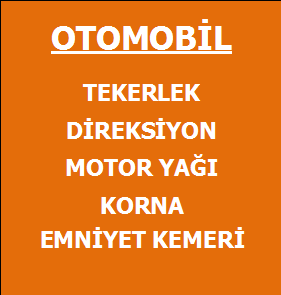 OTOMOBİL
TEKERLEK
DİREKSİYON
MOTOR YAĞI
KORNA
EMNİYET KEMERİ